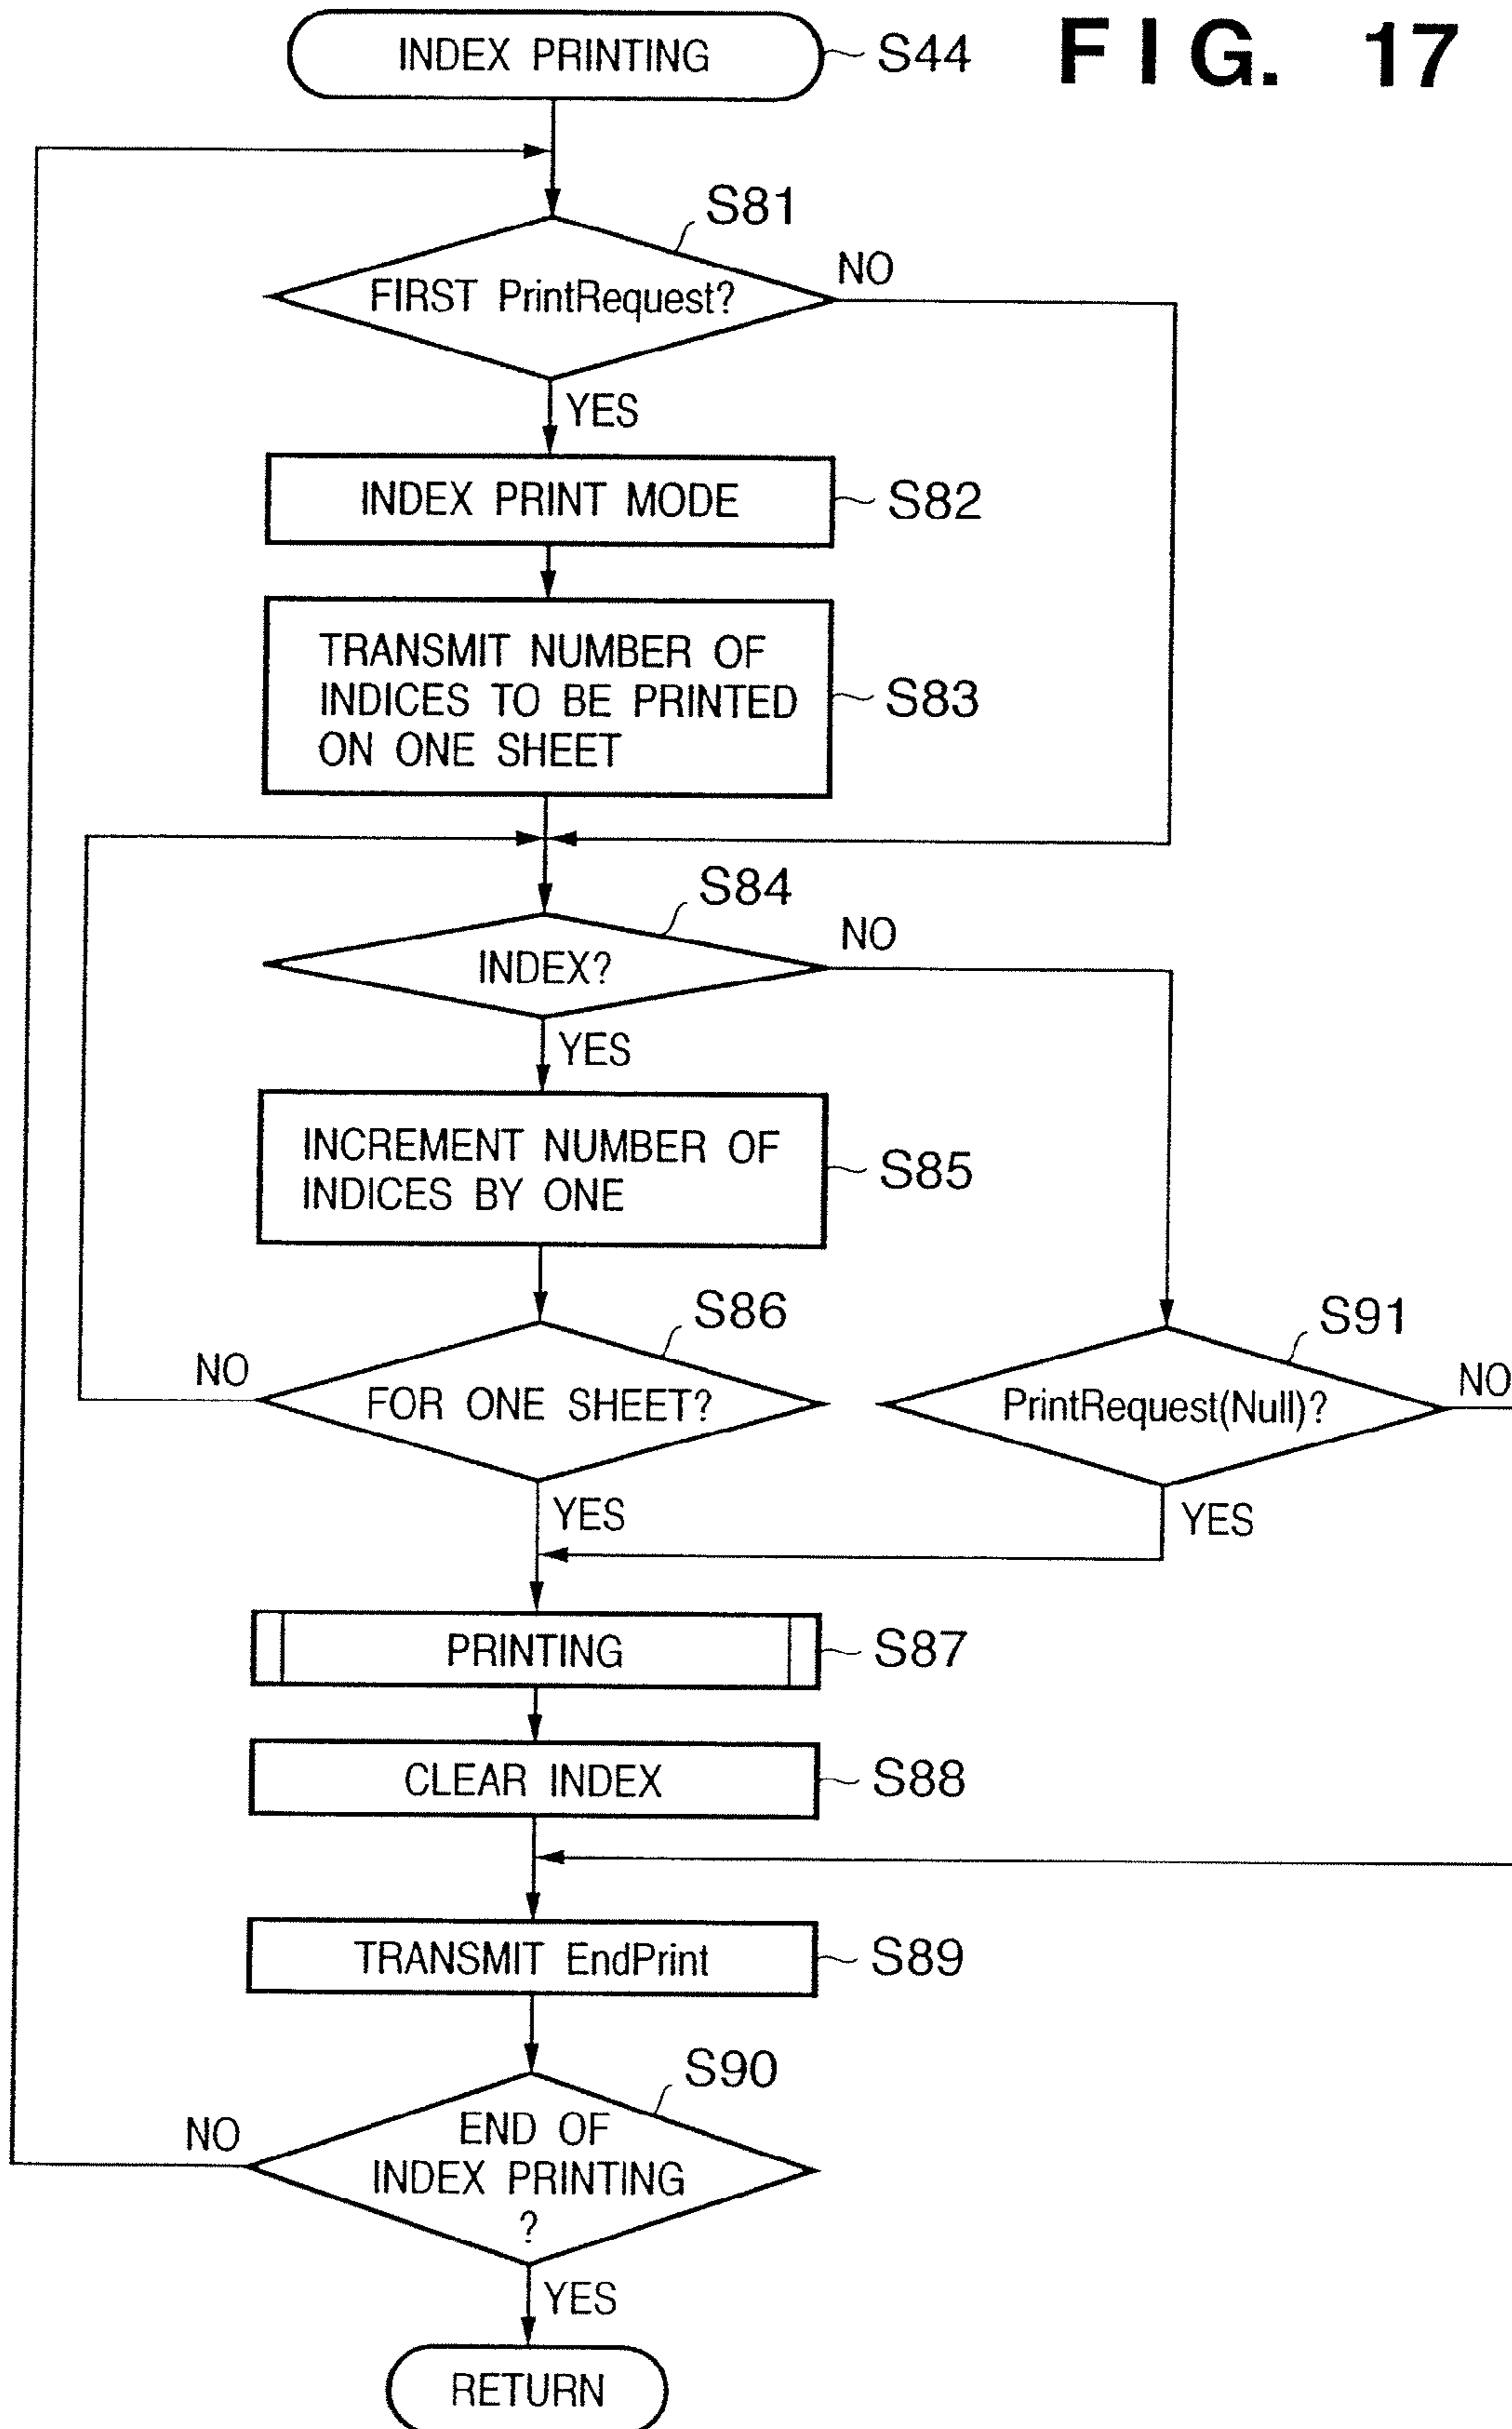 INDEX PRINTING
S44
FIG. 17
S81
FIRST PrintRequest?
NO
YES
INDEX PRINT MODE
S82
TRANSMIT NUMBER OF
INDICES TO BE PRINTED
ON ONE SHEET
S83
S84
INDEX?
NO
YES
INCREMENT NUMBER OF
INDICES BY ONE
S85
S86
FOR ONE SHEET?
NO
YES
S91
PrintRequest(Null)?
NO
YES
PRINTING
S87
CLEAR INDEX
S88
TRANSMIT EndPrint
S89
S90
END OF
INDEX PRINTING
?
NO
YES
RETURN